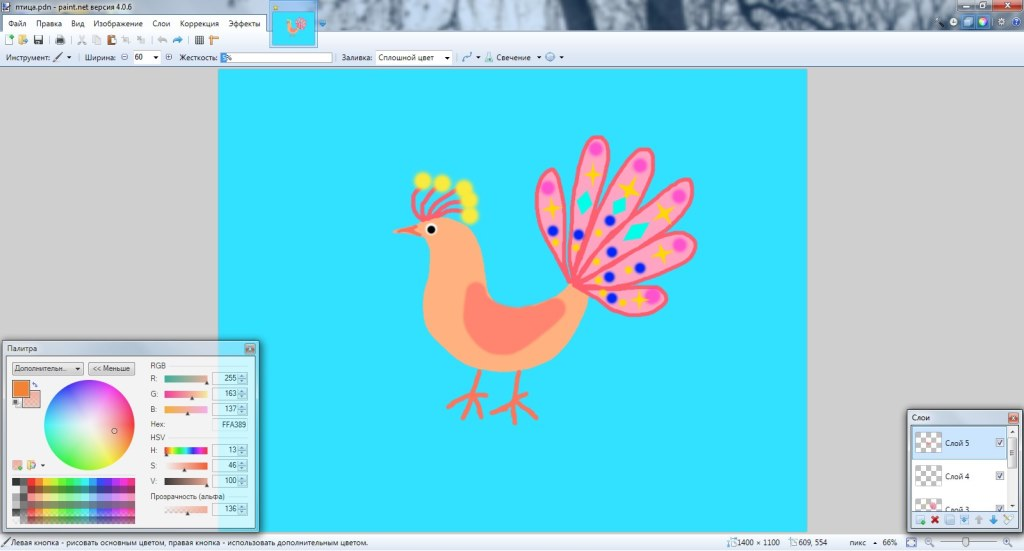 птица.pdn - paint.net версия 4.0.6
Файл Правка Вид Изображение Слои Коррекция Эффекты
Инструмент: Ширина: 60 Жесткость: 5% Заливка: Сплошной цвет Свечение
Палитра
Дополнительн... << Меньше
RGB
R: 255
G: 163
B: 137
Hex: FFA389
HSV
H: 13
S: 46
V: 100
Прозрачность (альфа)
136
Слои
Слой 5
Слой 4
Слой 3
Левая кнопка - рисовать основным цветом, правая кнопка - использовать дополнительным цветом. 1400 × 1100 609, 554 пикс 66%